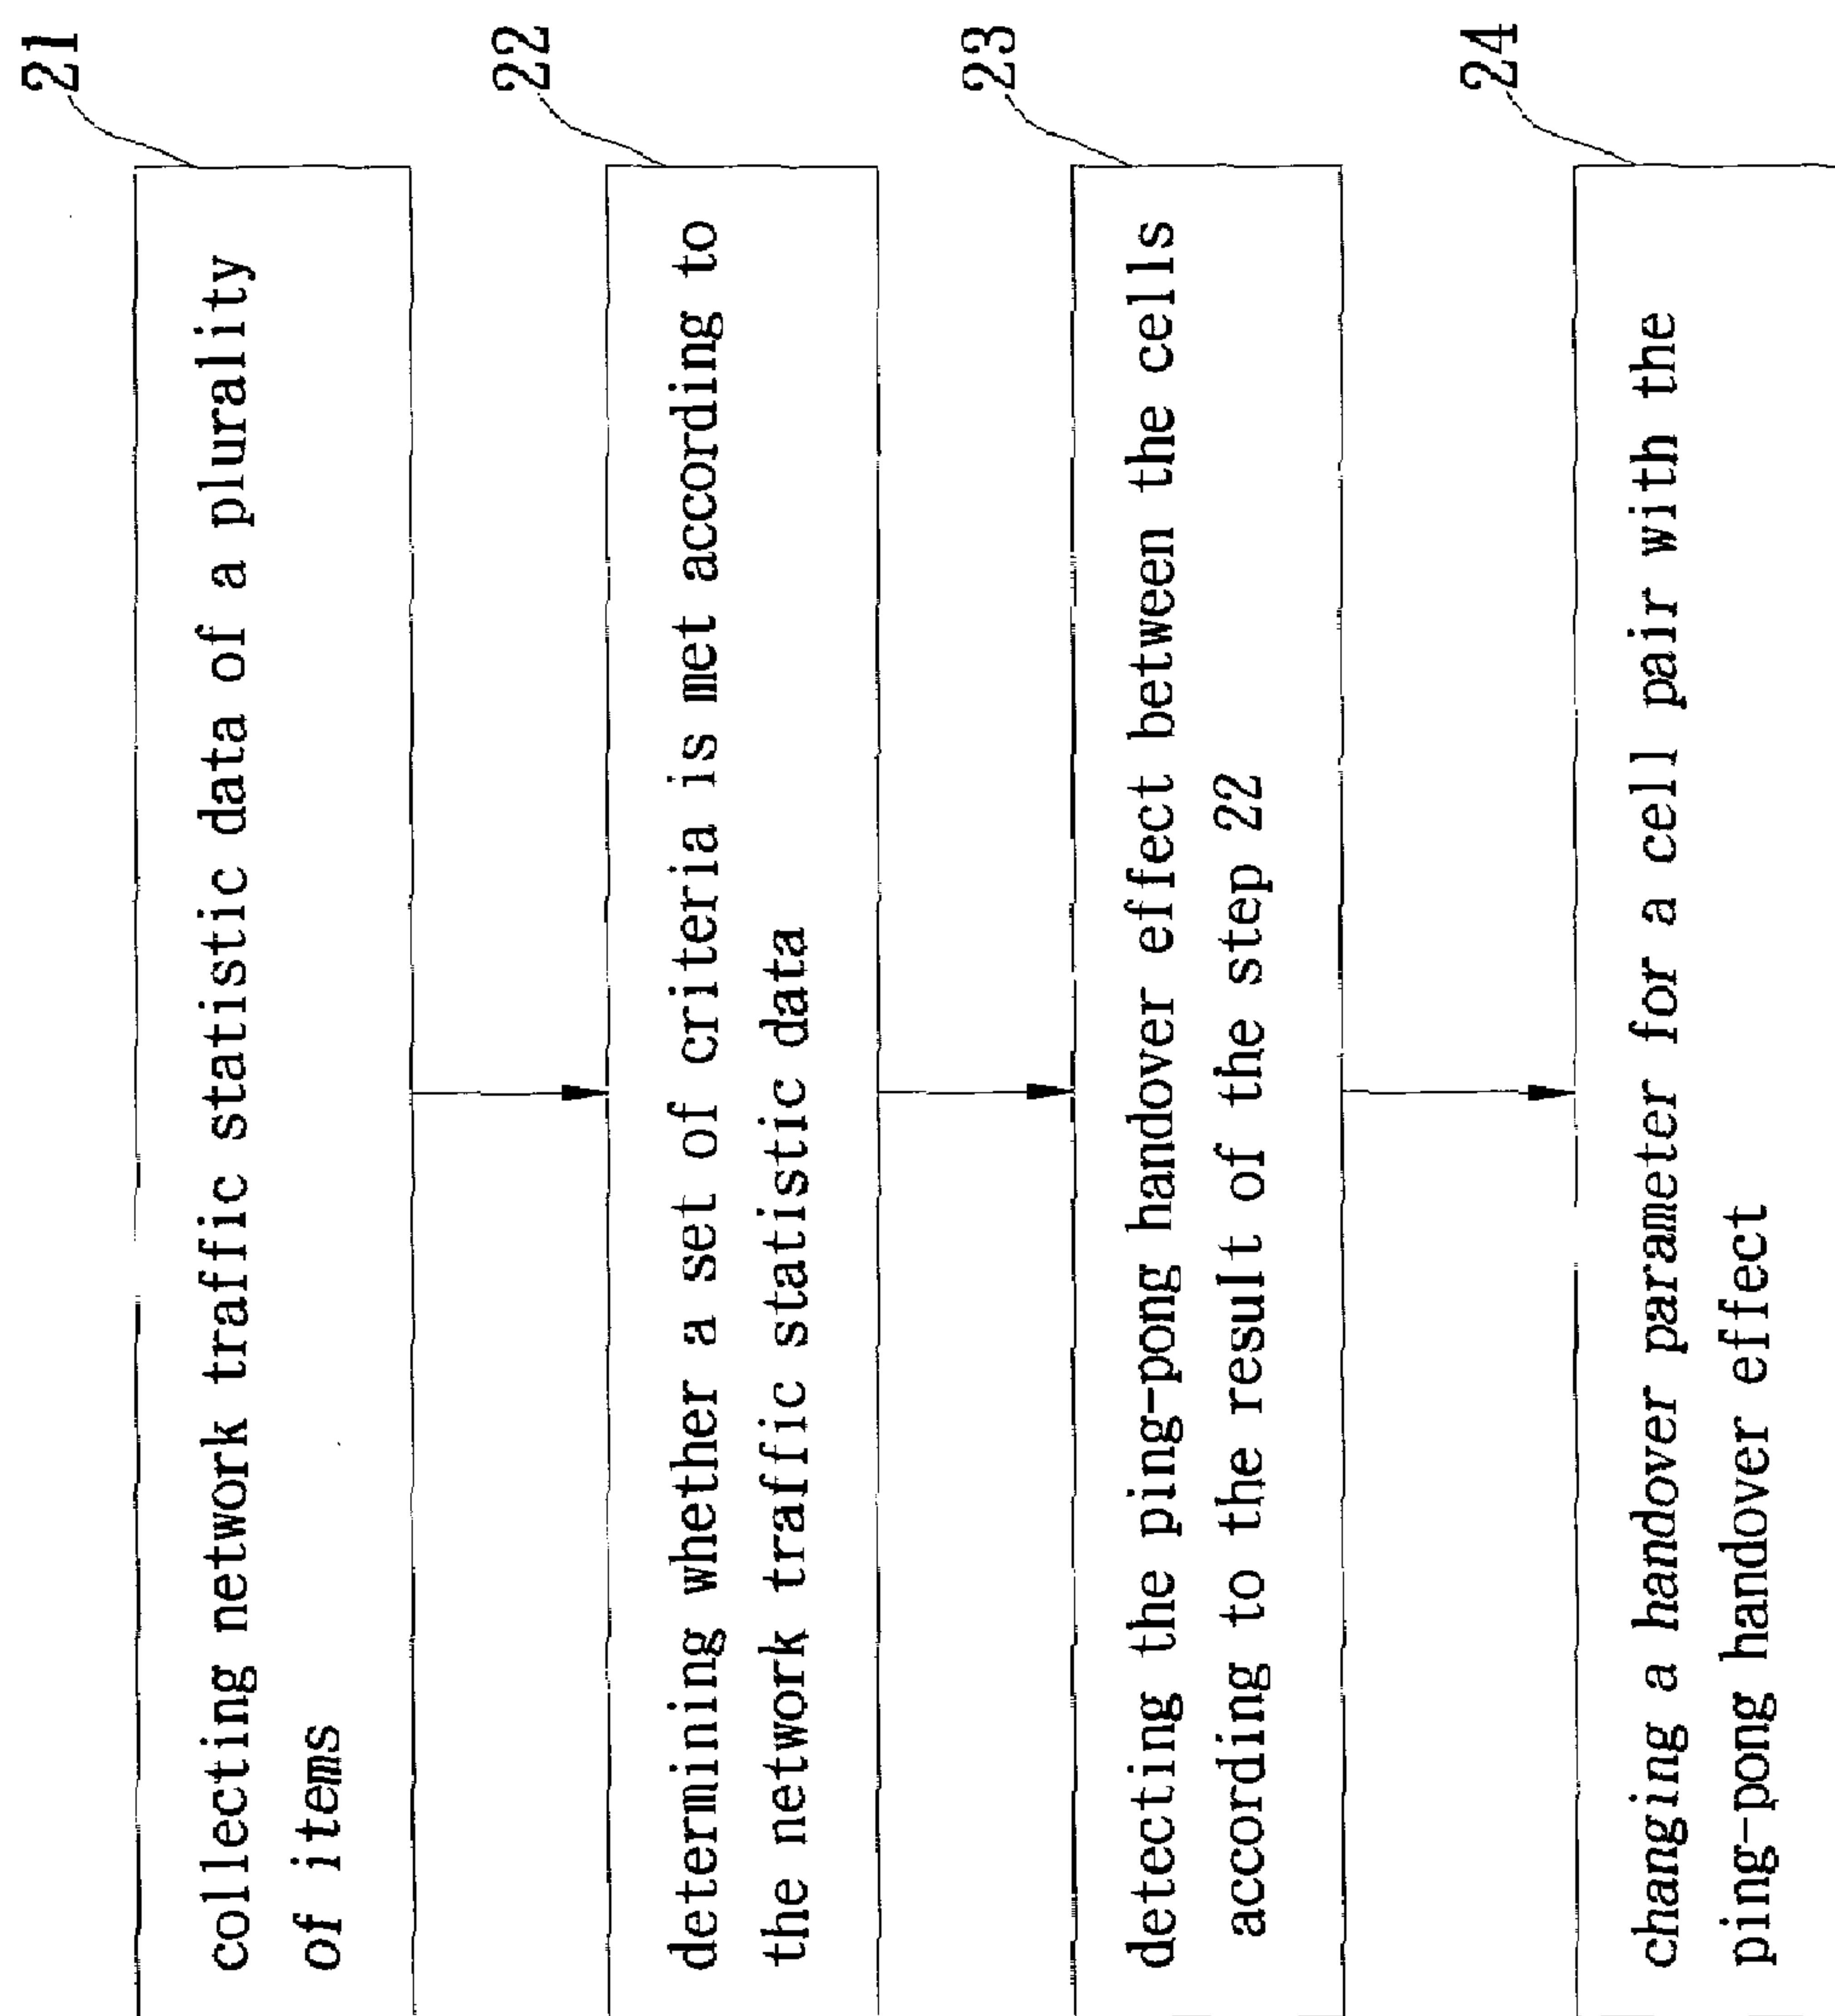 21
collecting network traffic statistic data of a plurality
of items
22
determining whether a set of criteria is met according to
the network traffic statistic data
23
detecting the ping-pong handover effect between the cells
according to the result of the step 22
24
changing a handover parameter for a cell pair with the
ping-pong handover effect